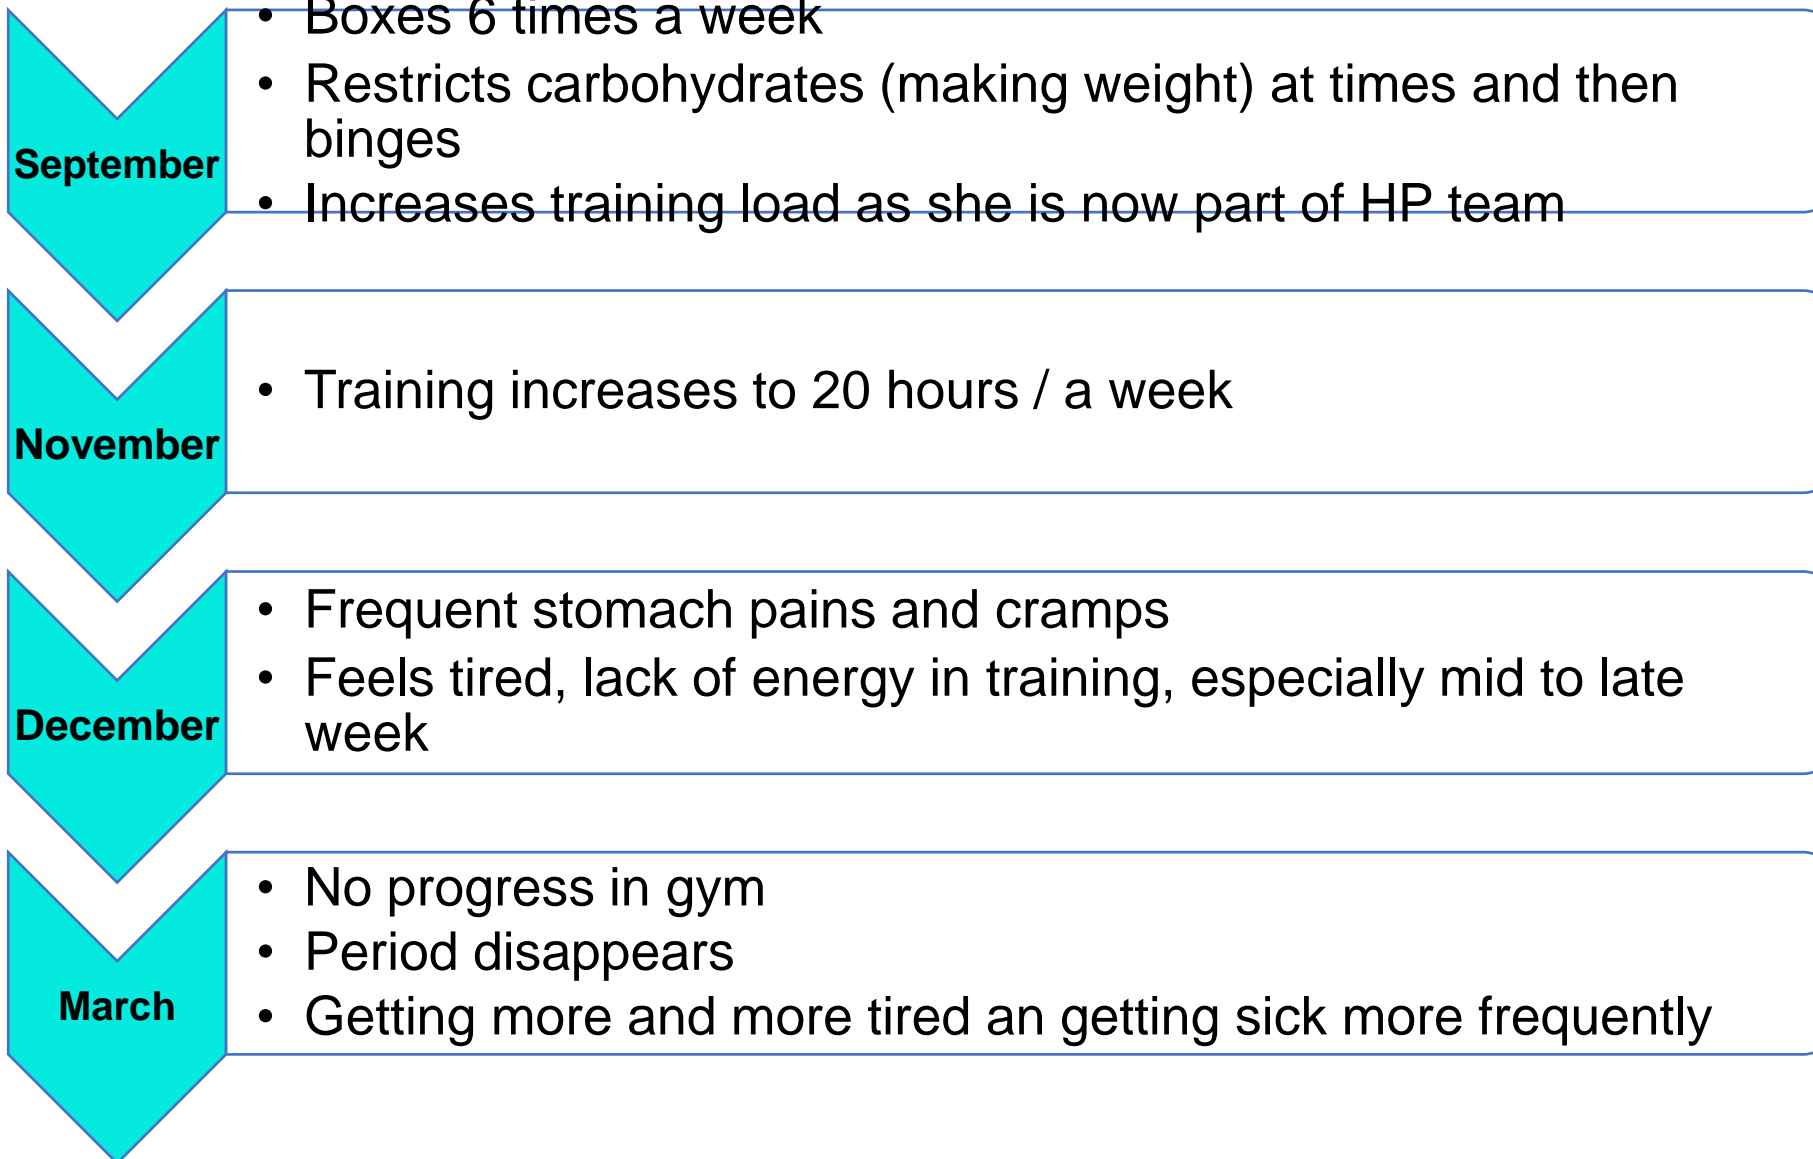 • Boxes 6 times a week
• Restricts carbohydrates (making weight) at times and then
binges
September
• Increases training load as she is now part of HP team
• Training increases to 20 hours / a week
November
• Frequent stomach pains and cramps
• Feels tired, lack of energy in training, especially mid to late
week
December
• No progress in gym
• Period disappears
March
• Getting more and more tired an getting sick more frequently